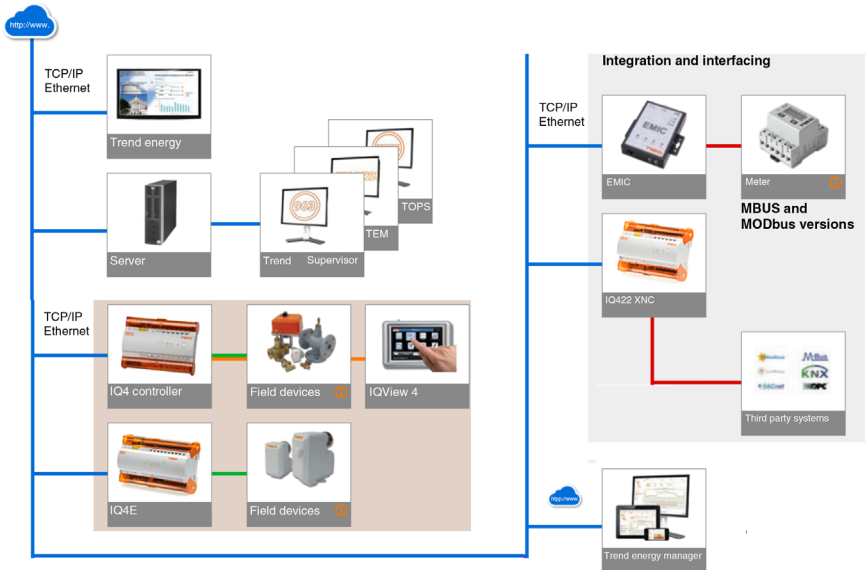 http://www.
TCP/IP
Ethernet
Trend energy
Server
963
Trend Supervisor
TEM
TOPS
TCP/IP
Ethernet
IQ4 controller
Field devices
IQView 4
IQ4E
Field devices
Integration and interfacing
TCP/IP
Ethernet
EMIC
EMIC
Meter
MBUS and
MODbus versions
IQ422 XNC
KNX
Third party systems
http://www
Trend energy manager